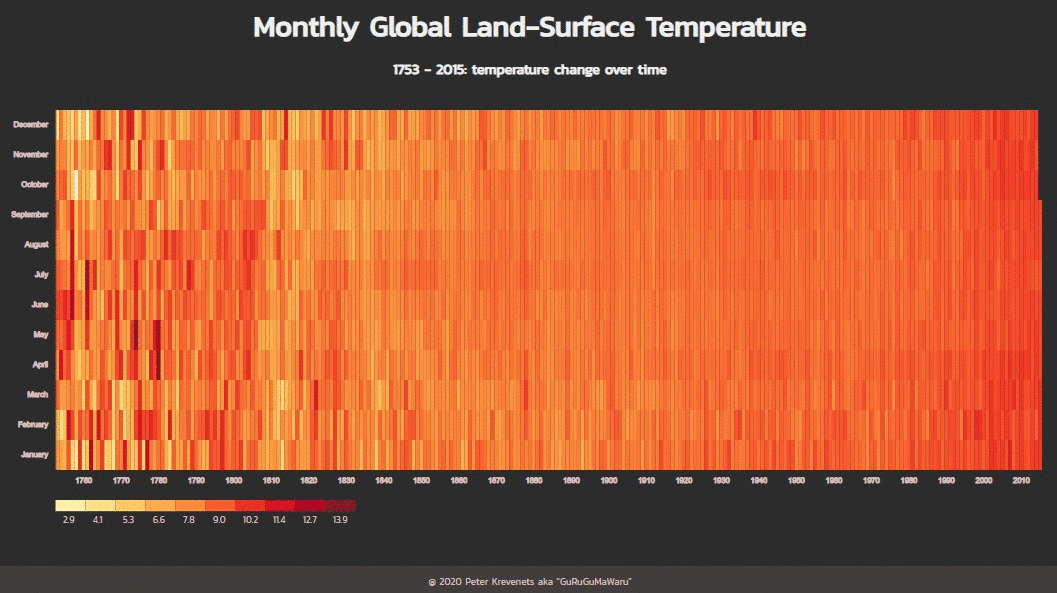 Monthly Global Land-Surface Temperature
1753 - 2015: temperature change over time
December
November
October
September
August
July
June
May
April
March
February
January
1760 1770 1780 1790 1800 1810 1820 1830 1840 1850 1860 1870 1880 1890 1900 1910 1920 1930 1940 1950 1960 1970 1980 1990 2000 2010
2.9 4.1 5.3 6.6 7.8 9.0 10.2 11.4 12.7 13.9
@ 2020 Peter Krevenets aka "GuRuGuMaWaru"